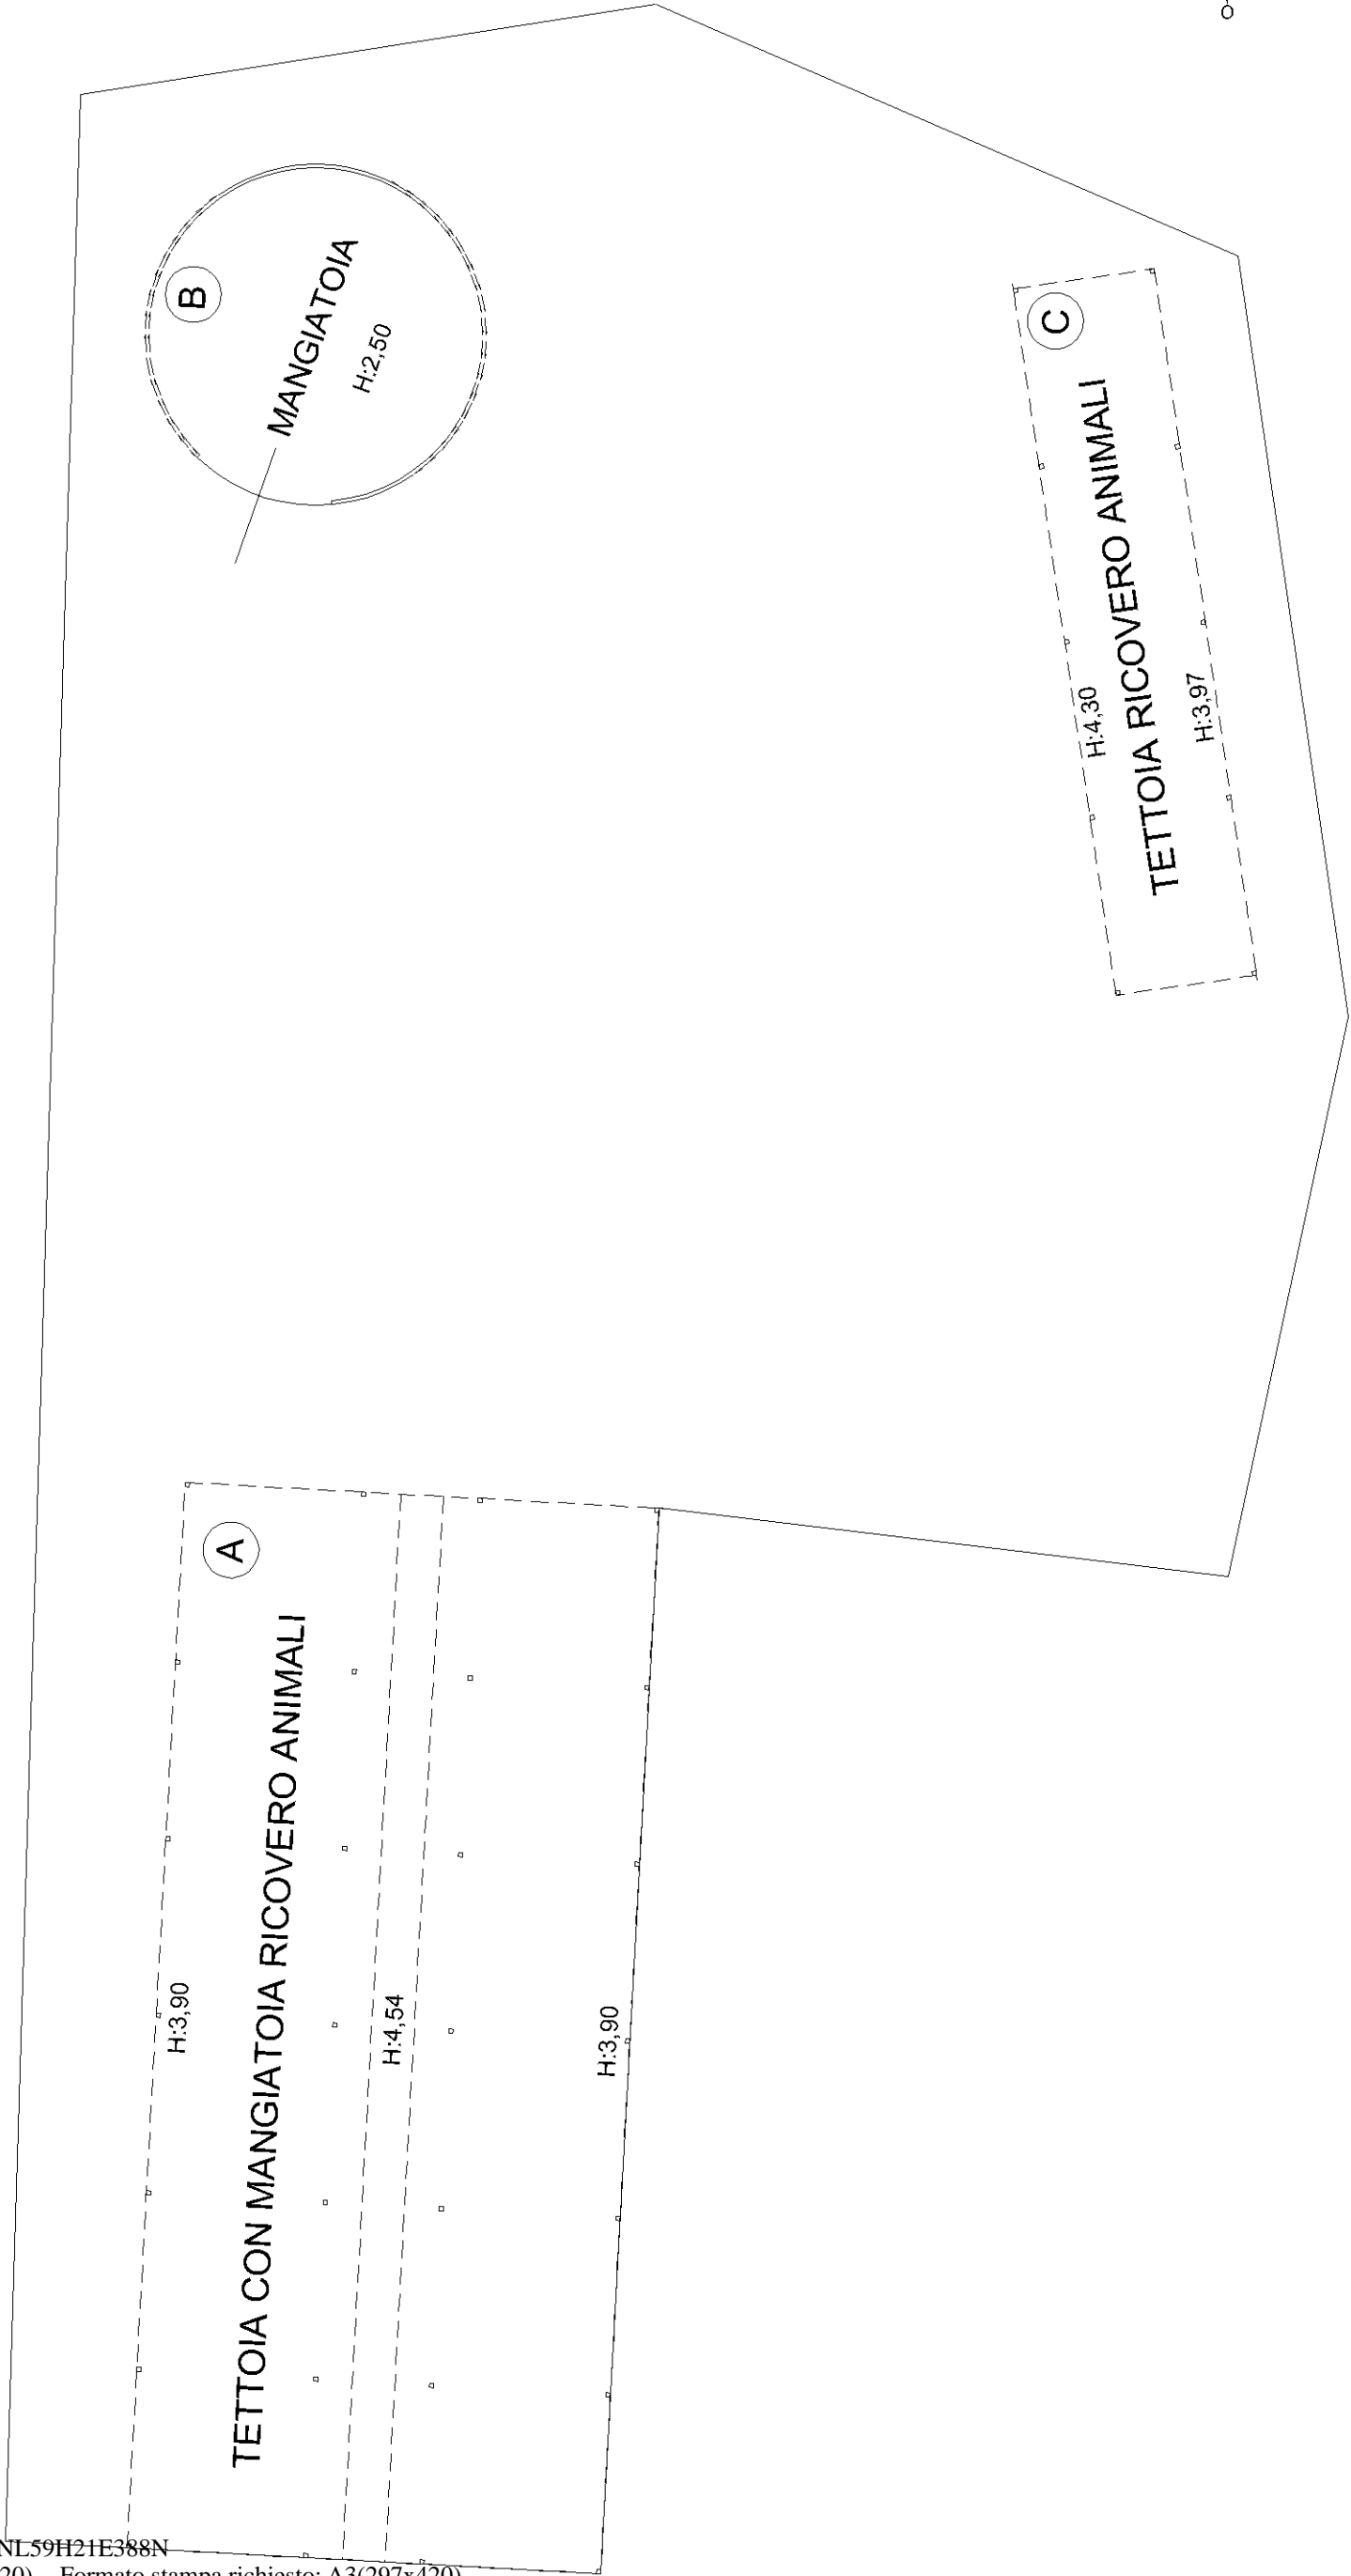 O
B
MANGIATOIA
H:2,50
C
TETTOIA RICOVERO ANIMALI
H:4,30
H:3,97
A
TETTOIA CON MANGIATOIA RICOVERO ANIMALI
H:3,90
H:4,54
H:3,90
NL59H21E388N
20) - Formato stampa richiesto: A3(297x420)